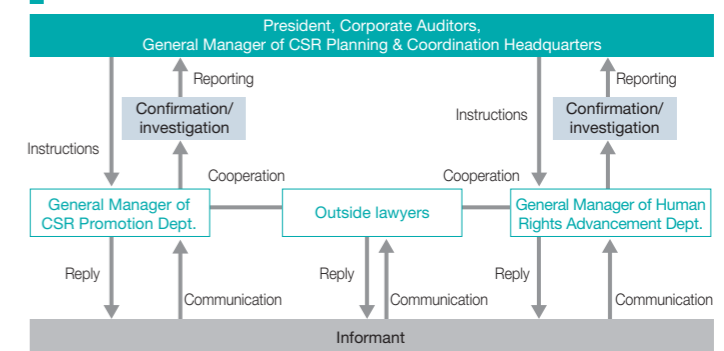 President, Corporate Auditors,
General Manager of CSR Planning & Coordination Headquarters
Reporting
Reporting
Confirmation/
investigation
Instructions
Confirmation/
investigation
Instructions
Cooperation
Cooperation
General Manager of
CSR Promotion Dept.
Outside lawyers
General Manager of Human
Rights Advancement Dept.
Reply
Reply
Reply
Communication
Communication
Communication
Informant